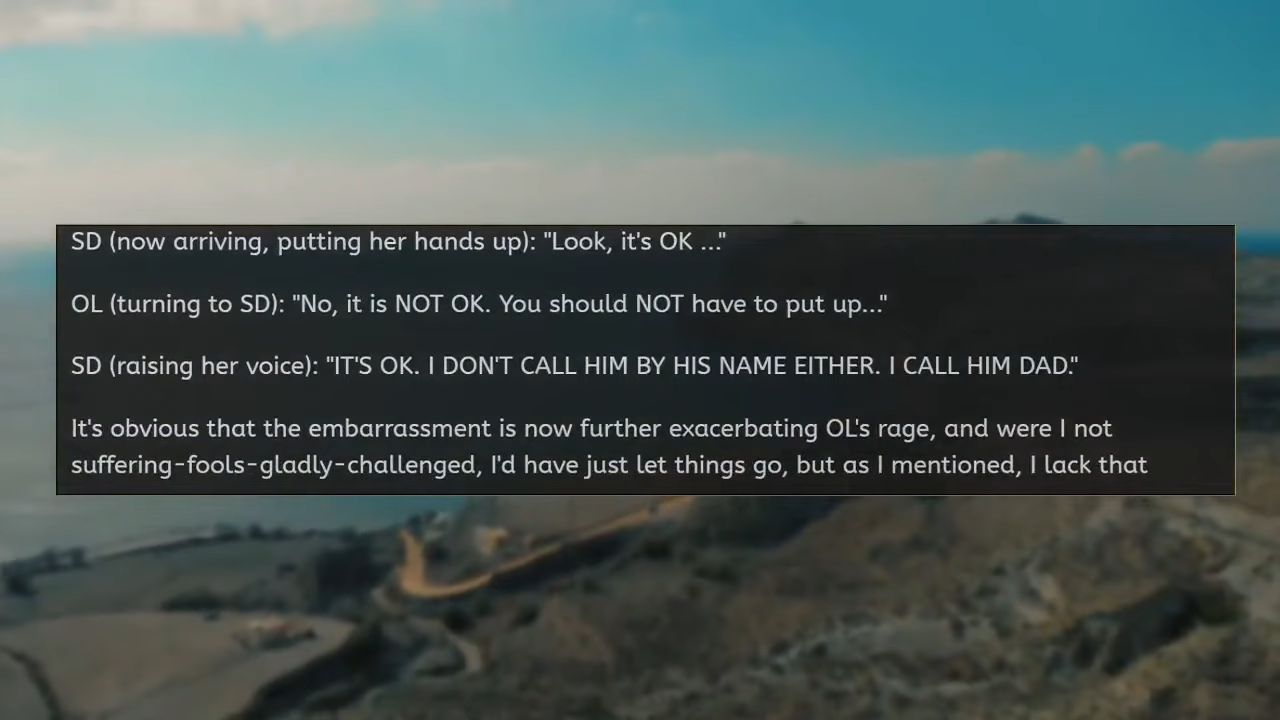 SD (now arriving, putting her hands up): "Look, it's OK ..."
OL (turning to SD): "No, it is NOT OK. You should NOT have to put up..."
SD (raising her voice): "IT'S OK. I DON'T CALL HIM BY HIS NAME EITHER. I CALL HIM DAD."
It's obvious that the embarrassment is now further exacerbating OL's rage, and were I not
suffering-fools-gladly-challenged, I'd have just let things go, but as I mentioned, I lack that